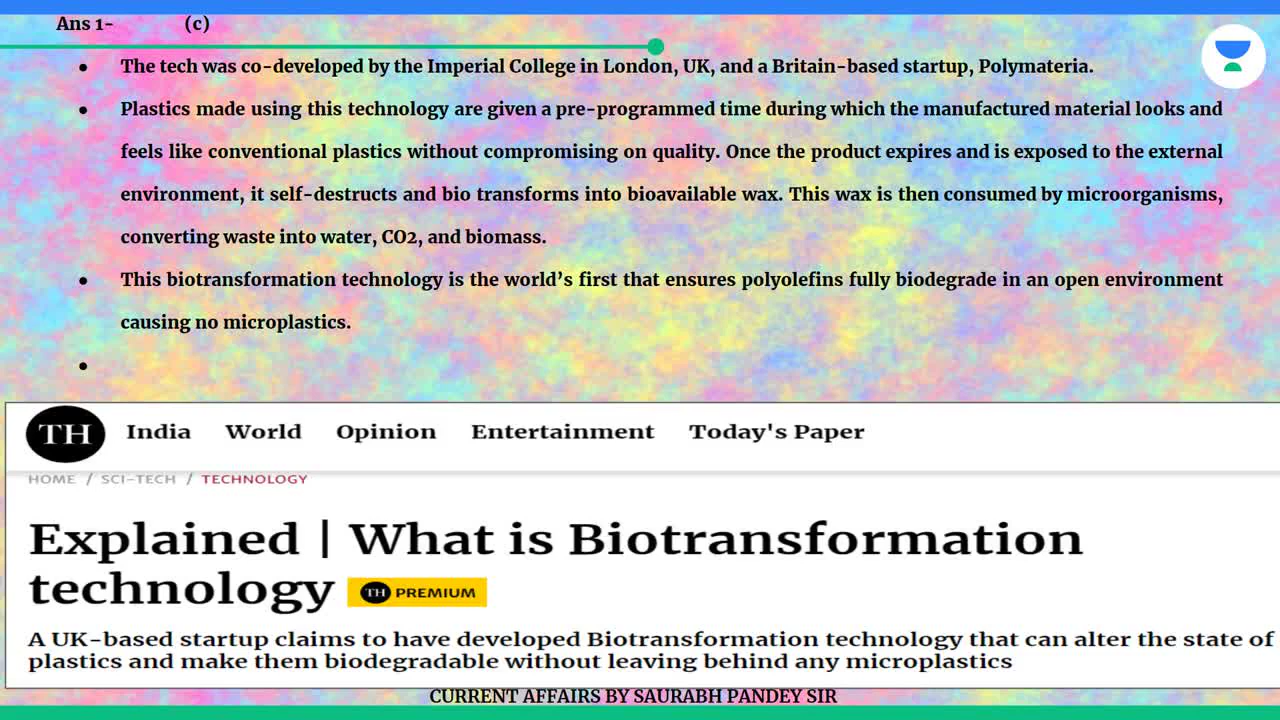 Ans 1- (c)
• The tech was co-developed by the Imperial College in London, UK, and a Britain-based startup, Polymateria.
• Plastics made using this technology are given a pre-programmed time during which the manufactured material looks and
feels like conventional plastics without compromising on quality. Once the product expires and is exposed to the external
environment, it self-destructs and bio transforms into bioavailable wax. This wax is then consumed by microorganisms,
converting waste into water, CO2, and biomass.
• This biotransformation technology is the world’s first that ensures polyolefins fully biodegrade in an open environment
causing no microplastics.
•
TH India World Opinion Entertainment Today's Paper
HOME / SCI-TECH / TECHNOLOGY
Explained | What is Biotransformation
technology TH PREMIUM
A UK-based startup claims to have developed Biotransformation technology that can alter the state of
plastics and make them biodegradable without leaving behind any microplastics
CURRENT AFFAIRS BY SAURABH PANDEY SIR